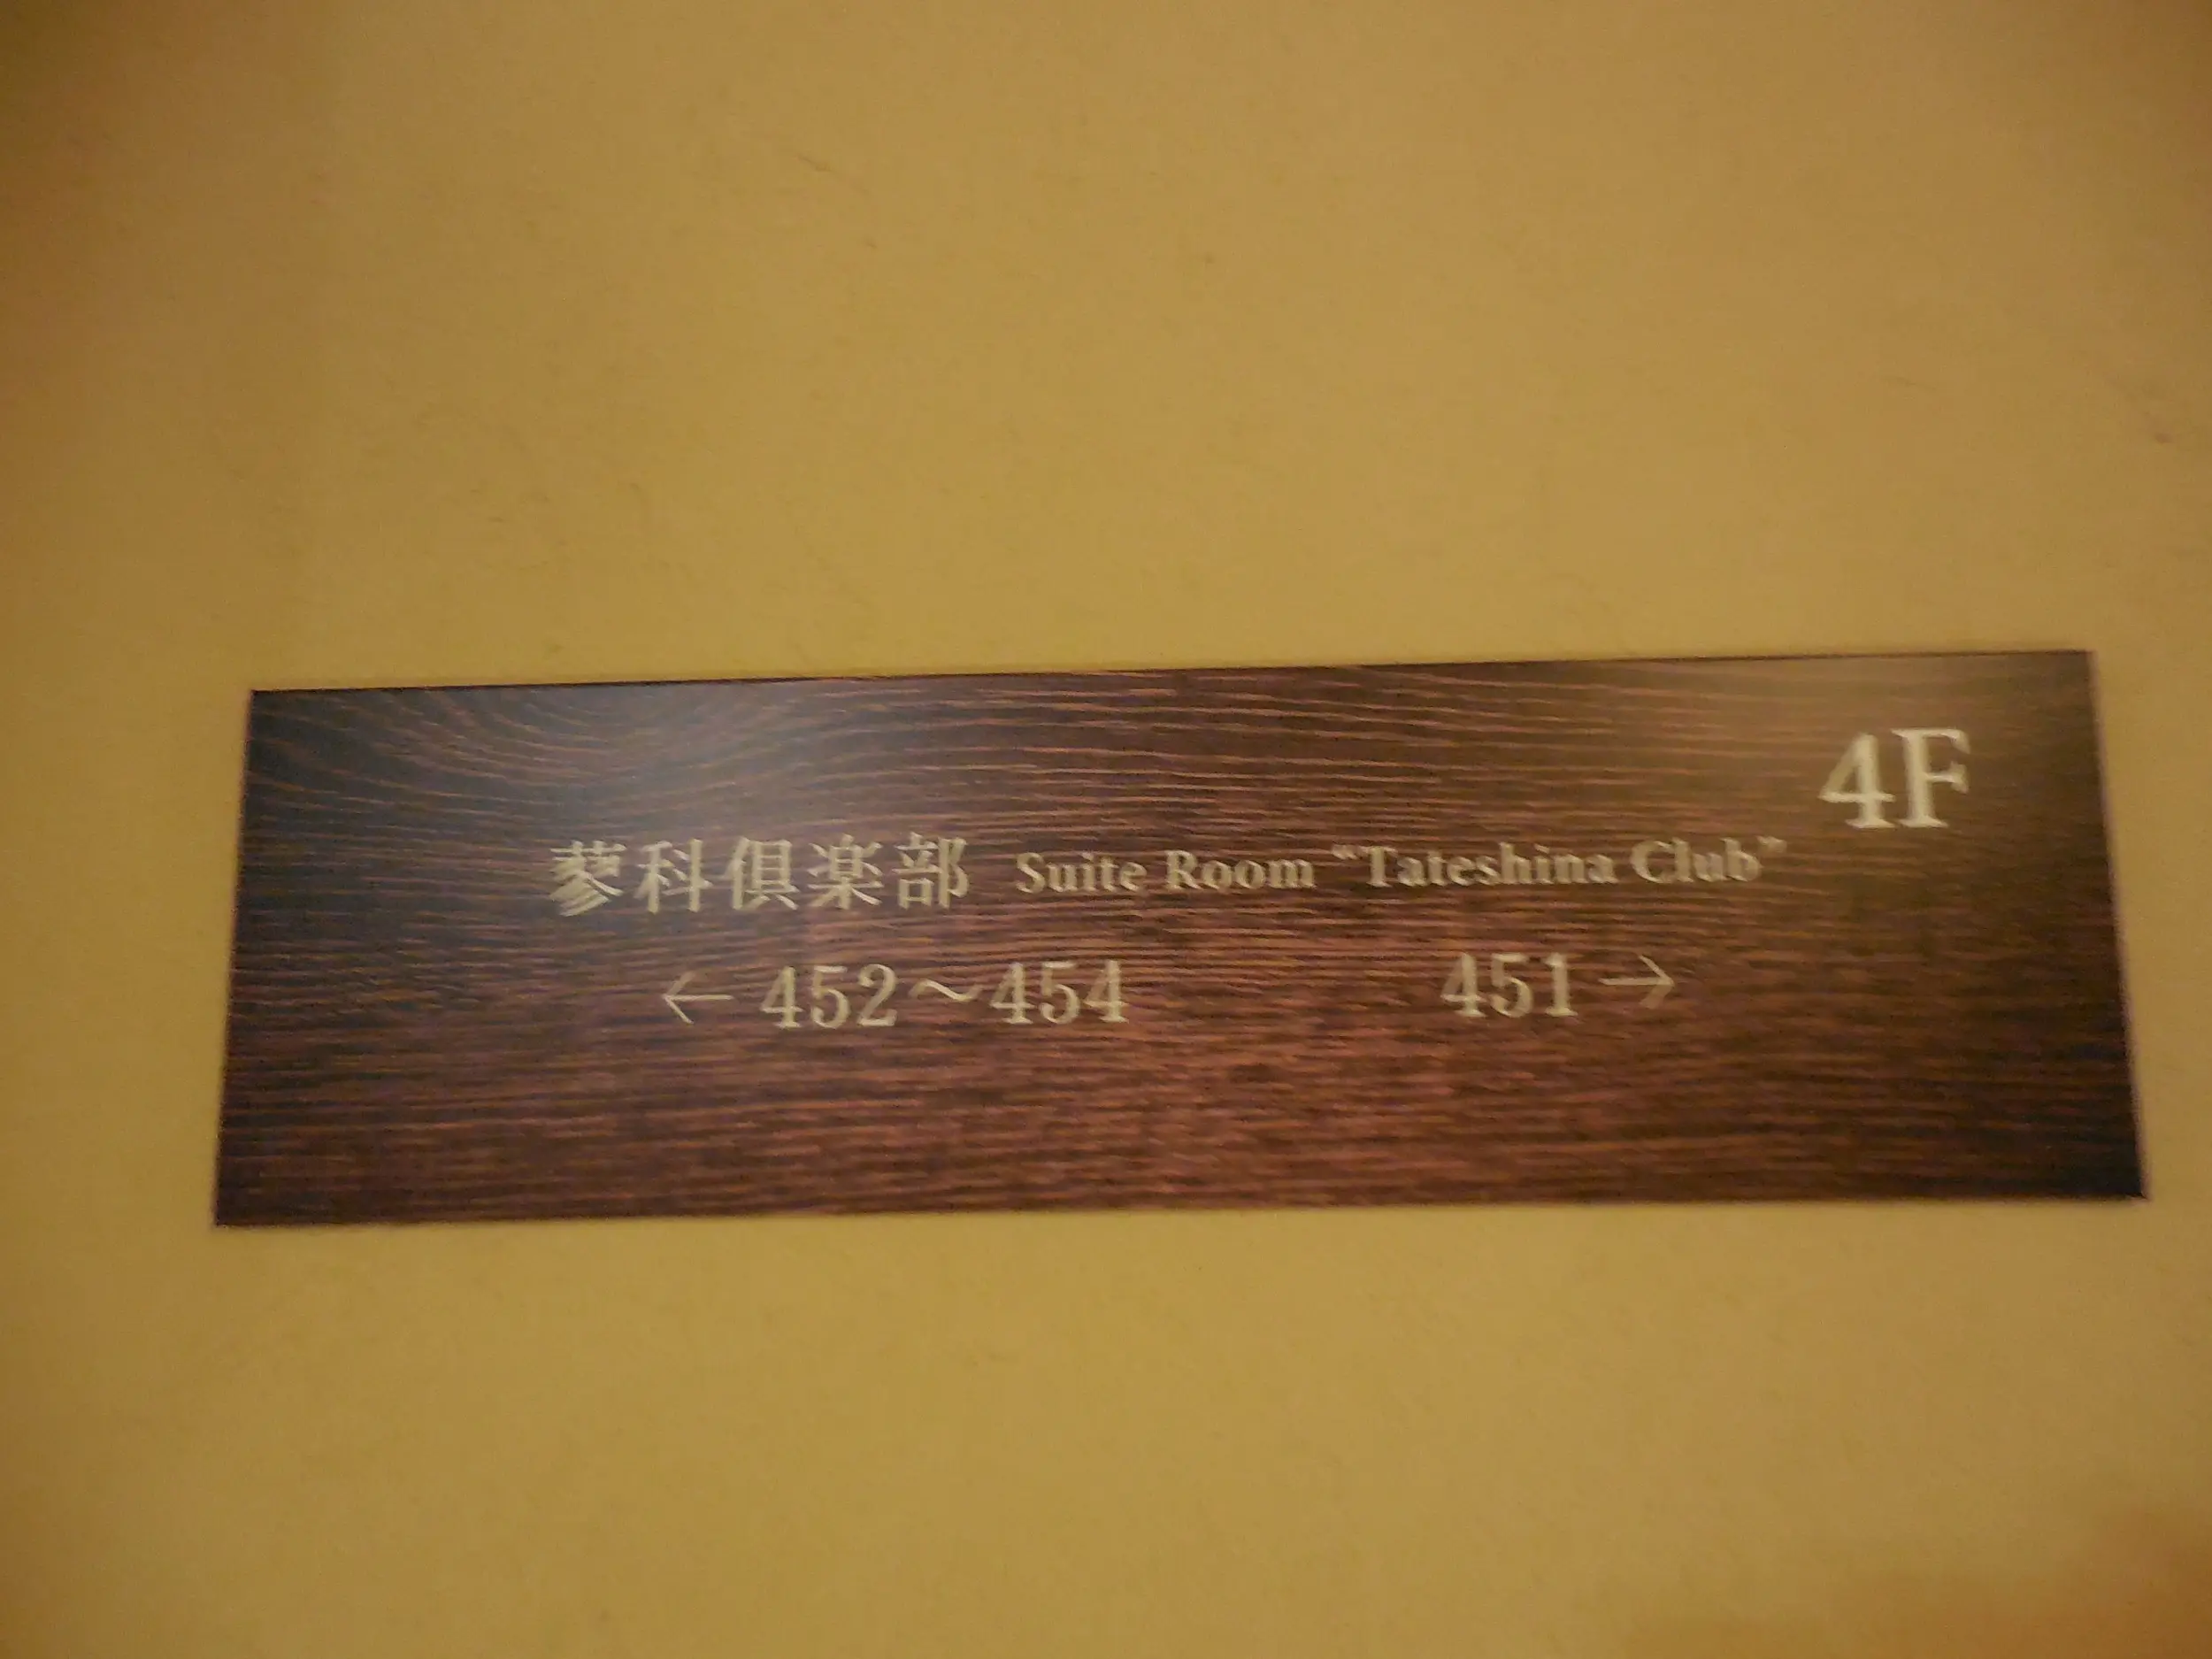 4F
蓼科倶楽部 Suite Room “Tateshina Club”
←452～454 451→